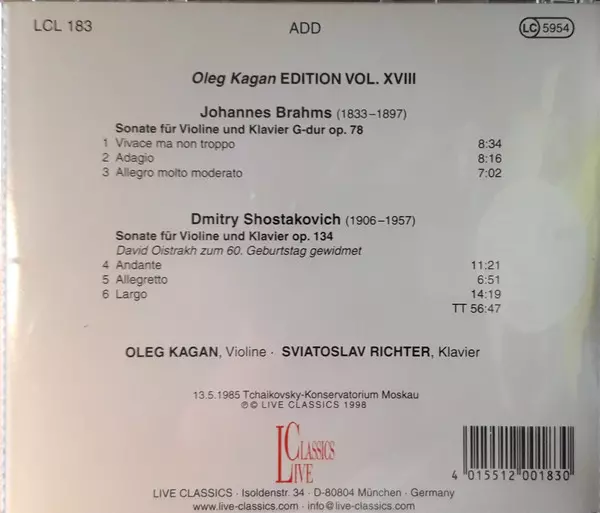 LCL 183 ADD LC 5954
Oleg Kagan EDITION VOL. XVIII
Johannes Brahms (1833–1897)
Sonate für Violine und Klavier G-dur op. 78
1 Vivace ma non troppo 8:34
2 Adagio 8:16
3 Allegro molto moderato 7:02
Dmitry Shostakovich (1906–1957)
Sonate für Violine und Klavier op. 134
David Oistrakh zum 60. Geburtstag gewidmet
4 Andante 11:21
5 Allegretto 6:51
6 Largo 14:19
TT 56:47
OLEG KAGAN, Violine · SVIATOSLAV RICHTER, Klavier
13.5.1985 Tchaikovsky-Konservatorium Moskau
℗© LIVE CLASSICS 1998
LIVE CLASSICS
4 015512 001830
LIVE CLASSICS · Isoldenstr. 34 · D-80804 München · Germany
www.live-classics.com · info@live-classics.com